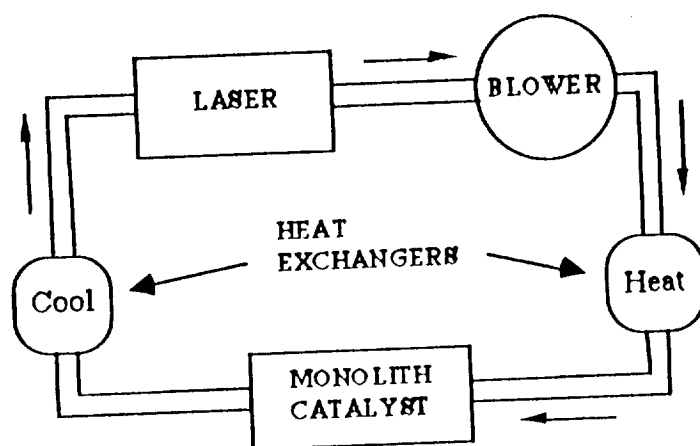 LASER
BLOWER
HEAT
EXCHANGERS
Cool
Heat
MONOLITH
CATALYST